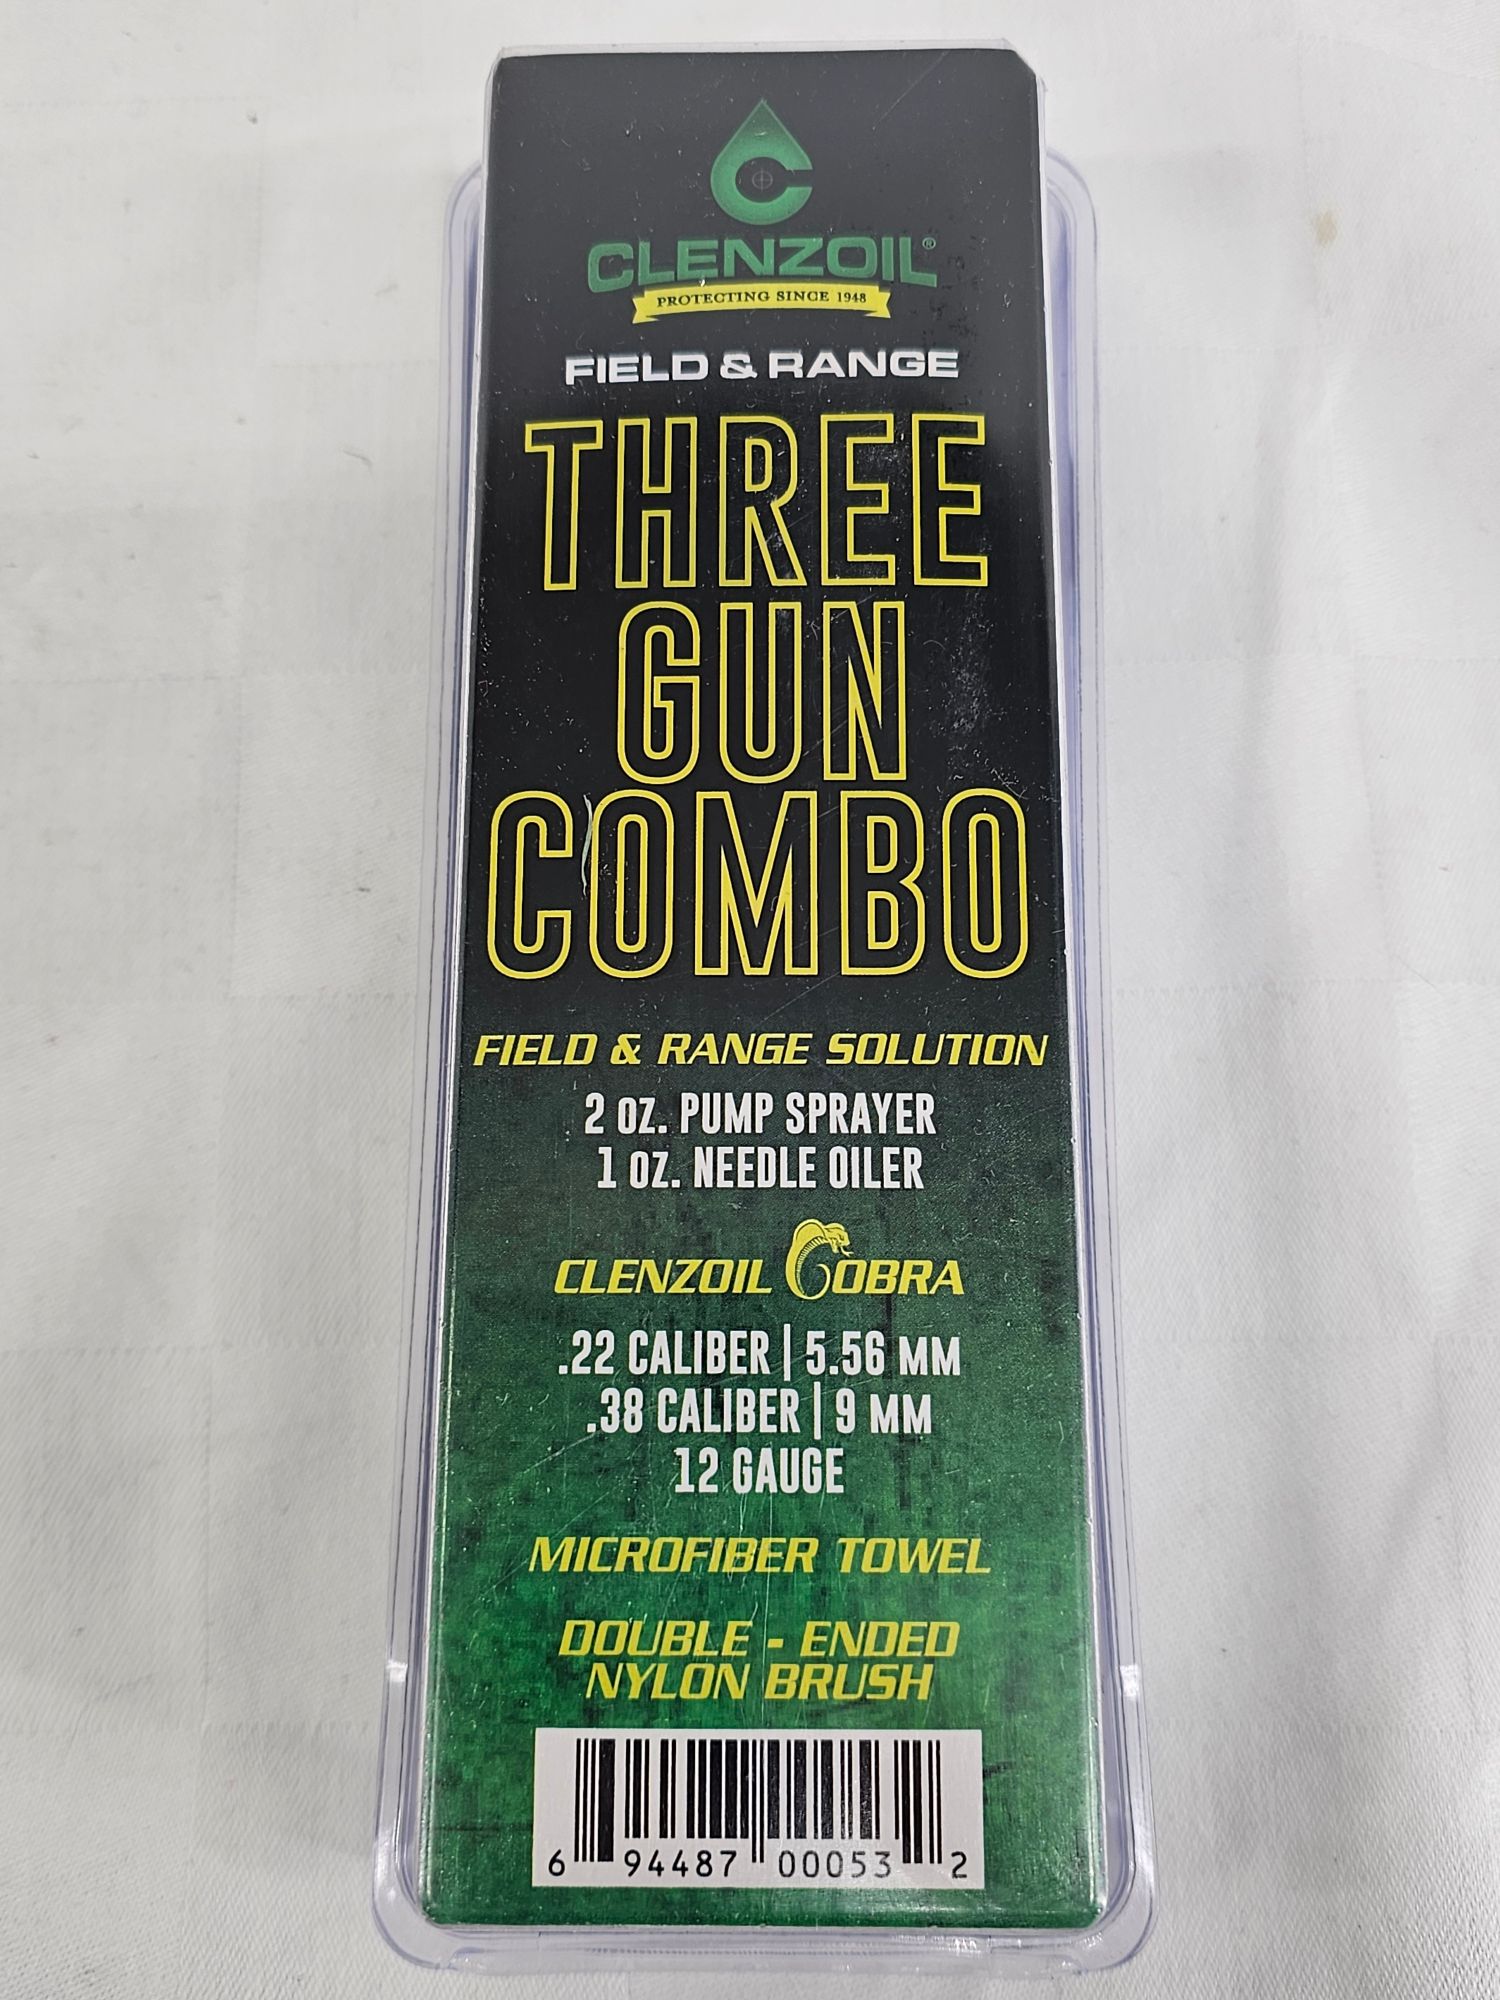 CLENZOIL®
PROTECTING SINCE 1948
FIELD & RANGE
THREE
GUN
COMBO
FIELD & RANGE SOLUTION
2 OZ. PUMP SPRAYER
1 OZ. NEEDLE OILER
CLENZOIL COBRA
.22 CALIBER | 5.56 MM
.38 CALIBER | 9 MM
12 GAUGE
MICROFIBER TOWEL
DOUBLE - ENDED
NYLON BRUSH
6 94487 00053 2